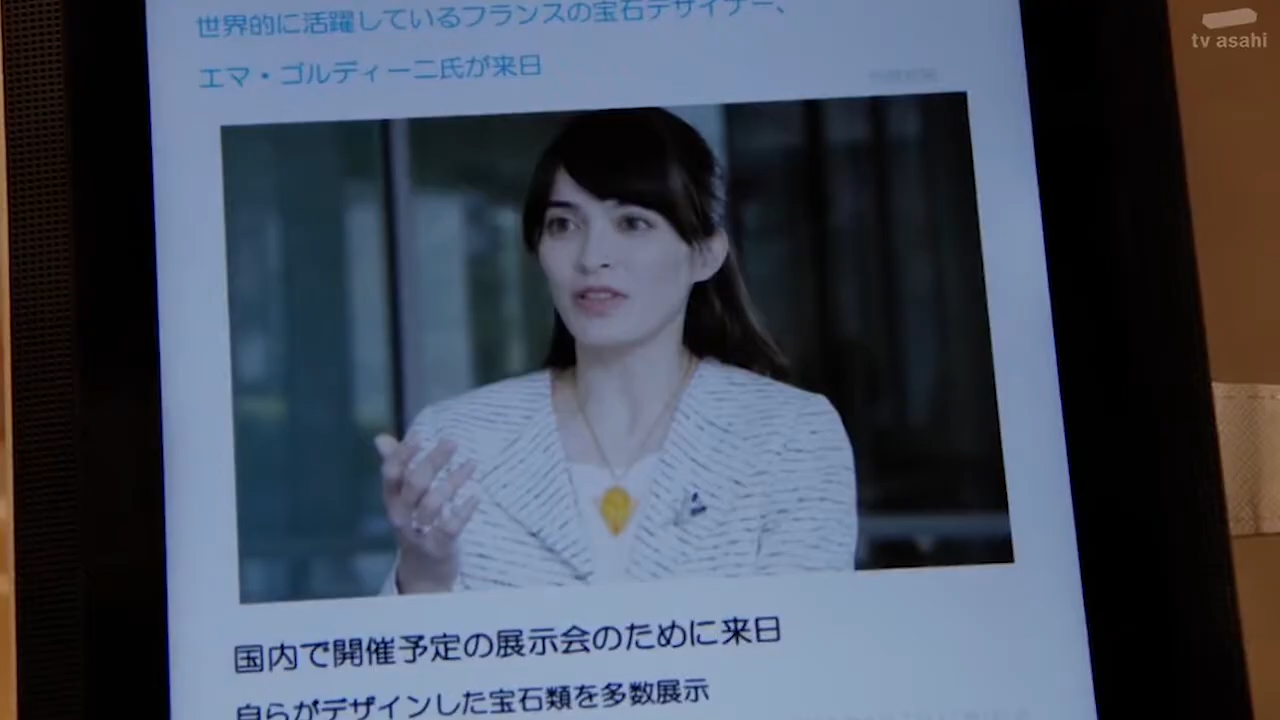 tv asahi
世界的に活躍しているフランスの宝石デザイナー、
エマ・ゴルディーニ氏が来日
国内で開催予定の展示会のために来日
自らがデザインした宝石類を多数展示